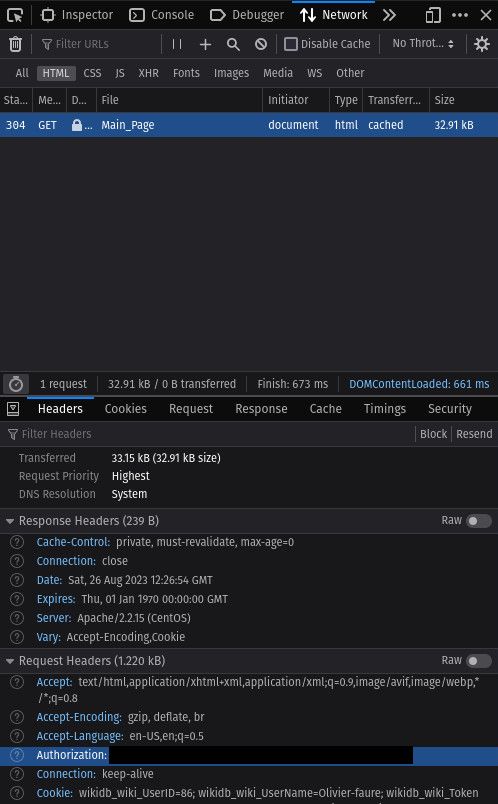 Inspector Console Debugger Network
Filter URLs Disable Cache No Throt...
All HTML CSS JS XHR Fonts Images Media WS Other
Sta... Me... D... File Initiator Type Transferr... Size
304 GET ... Main_Page document html cached 32.91 kB
1 request 32.91 kB / 0 B transferred Finish: 673 ms DOMContentLoaded: 661 ms
Headers Cookies Request Response Cache Timings Security
Filter Headers Block Resend
Transferred 33.15 kB (32.91 kB size)
Request Priority Highest
DNS Resolution System
Response Headers (239 B) Raw
Cache-Control: private, must-revalidate, max-age=0
Connection: close
Date: Sat, 26 Aug 2023 12:26:54 GMT
Expires: Thu, 01 Jan 1970 00:00:00 GMT
Server: Apache/2.2.15 (CentOS)
Vary: Accept-Encoding,Cookie
Request Headers (1.220 kB) Raw
Accept: text/html,application/xhtml+xml,application/xml;q=0.9,image/avif,image/webp,*
/*;q=0.8
Accept-Encoding: gzip, deflate, br
Accept-Language: en-US,en;q=0.5
Authorization:
Connection: keep-alive
Cookie: wikidb_wiki_UserID=86; wikidb_wiki_UserName=Olivier-faure; wikidb_wiki_Token